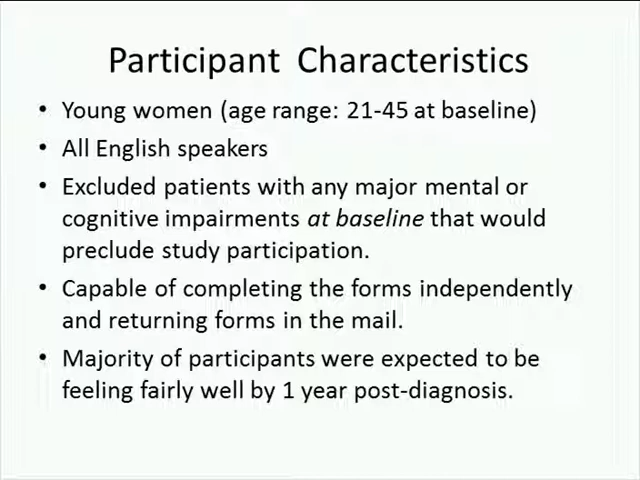 Participant Characteristics
• Young women (age range: 21-45 at baseline)
• All English speakers
• Excluded patients with any major mental or
cognitive impairments at baseline that would
preclude study participation.
• Capable of completing the forms independently
and returning forms in the mail.
• Majority of participants were expected to be
feeling fairly well by 1 year post-diagnosis.